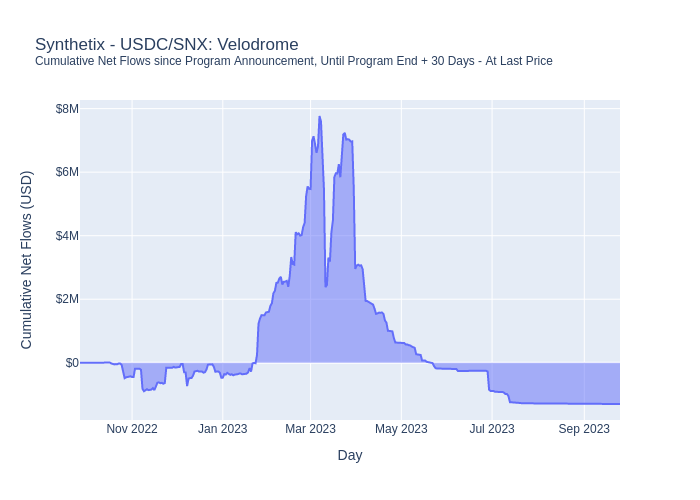 Synthetix - USDC/SNX: Velodrome
Cumulative Net Flows since Program Announcement, Until Program End + 30 Days - At Last Price
Cumulative Net Flows (USD)
$8M
$6M
$4M
$2M
$0
Nov 2022
Jan 2023
Mar 2023
May 2023
Jul 2023
Sep 2023
Day